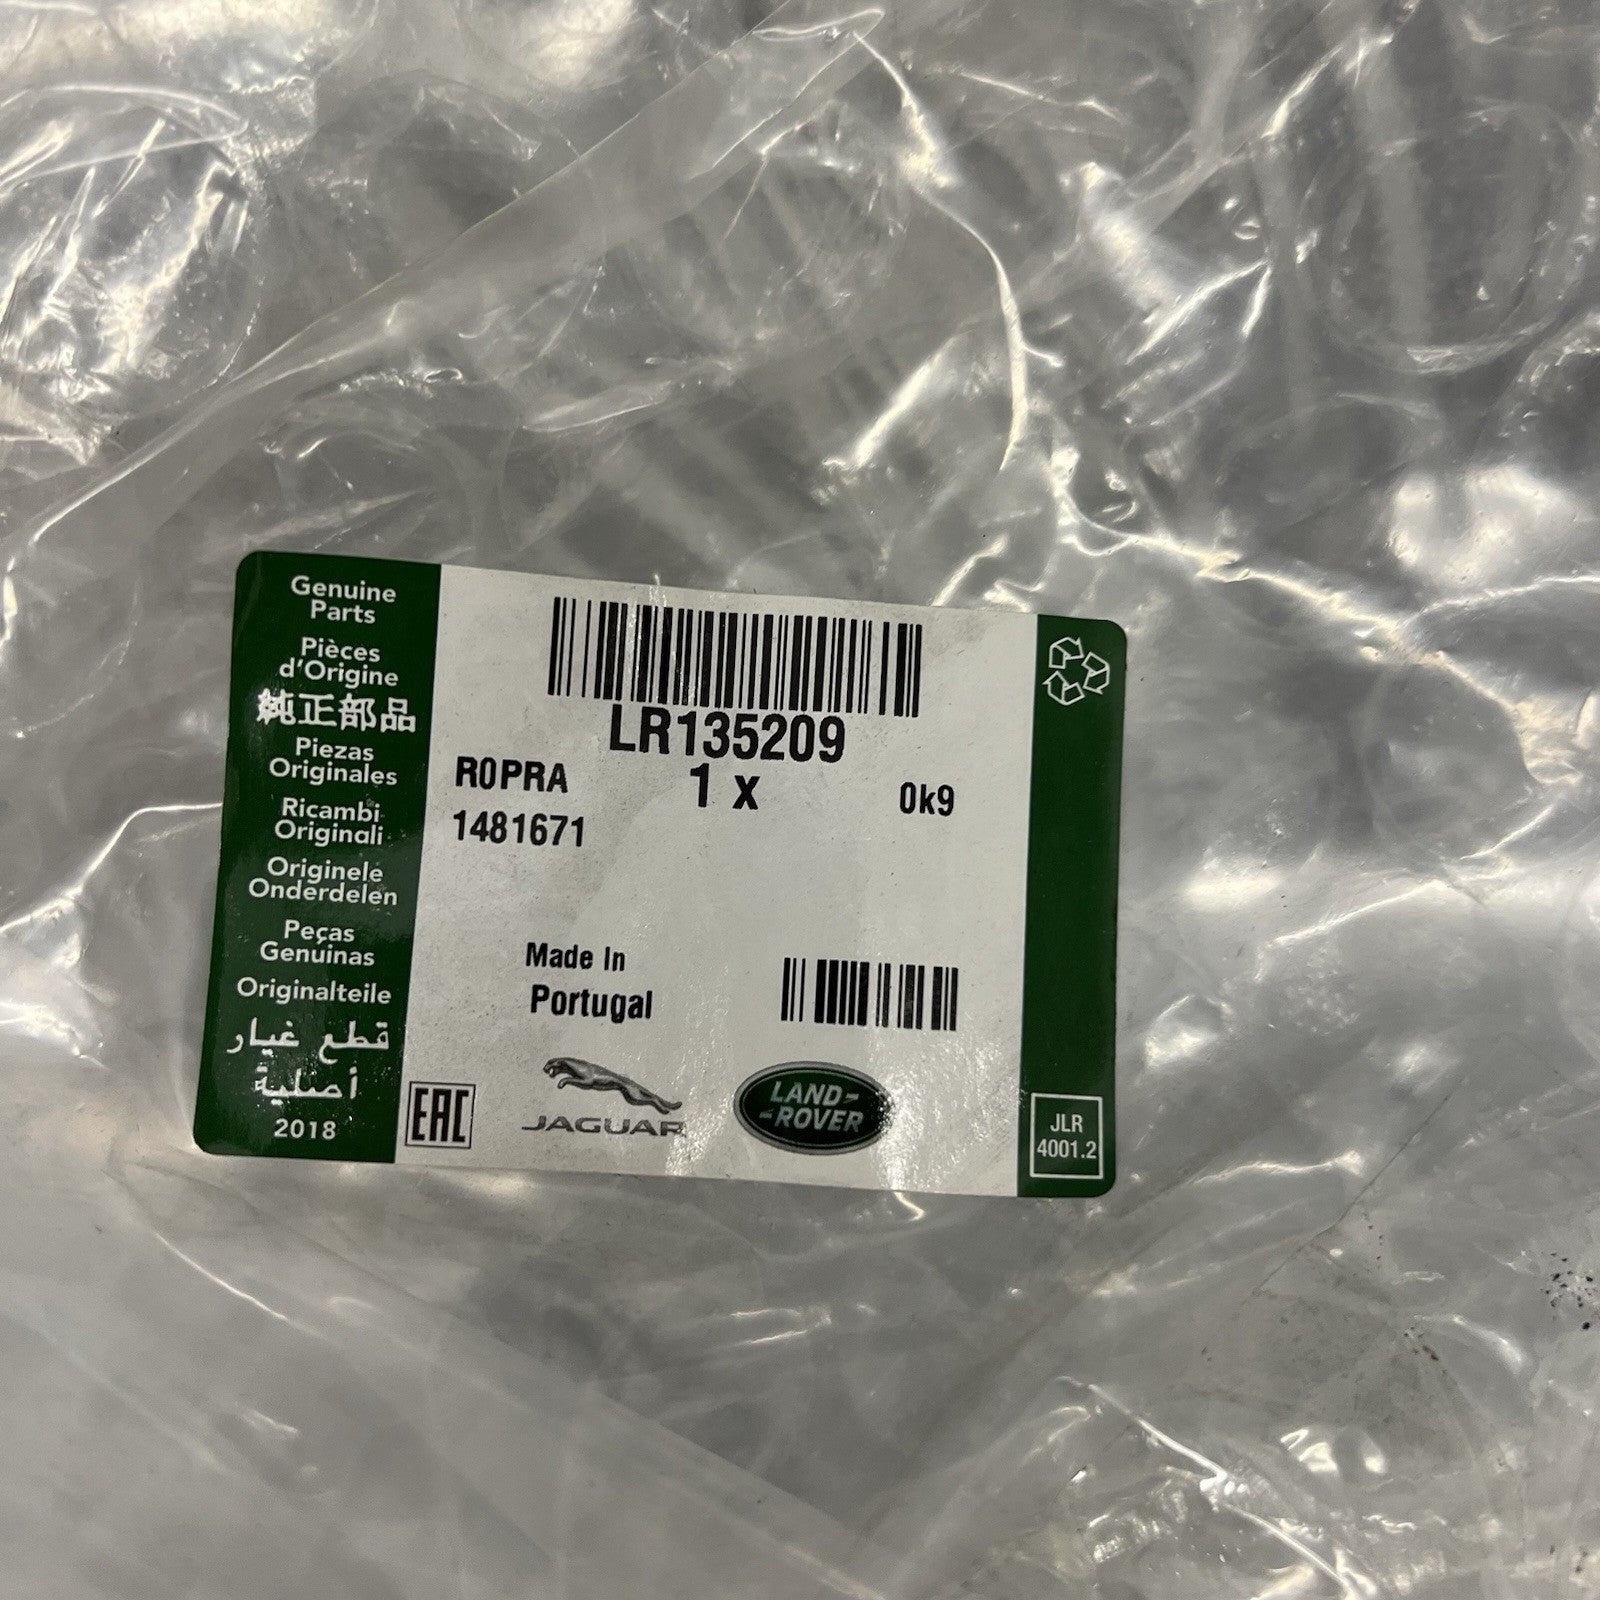 Genuine
Parts
Pièces
d'Origine
純正部品
Piezas
Originales
Ricambi
Originali
Originele
Onderdelen
Peças
Genuinas
Originalteile
قطع غيار
أصلية
2018
LR135209
R0PRA
1 x
0k9
1481671
Made In
Portugal
EAC
JAGUAR
LAND-
-ROVER
JLR
4001.2